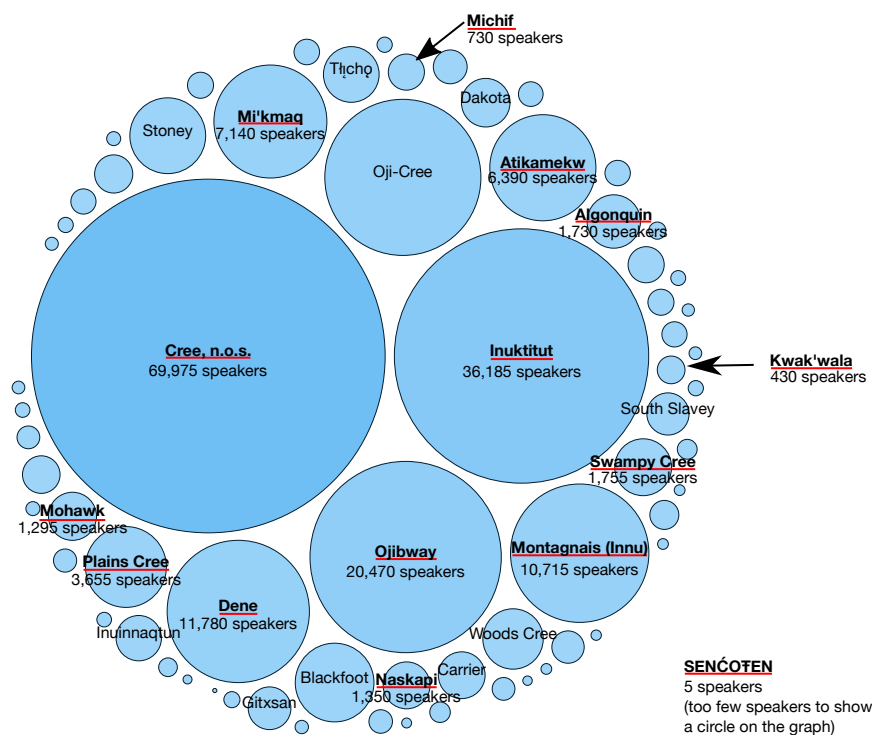 Michif
730 speakers
Tłı̨chǫ
Dakota
Mi'kmaq
7,140 speakers
Stoney
Oji-Cree
Atikamekw
6,390 speakers
Algonquin
1,730 speakers
Cree, n.o.s.
69,975 speakers
Inuktitut
36,185 speakers
Kwak'wala
430 speakers
South Slavey
Swampy Cree
1,755 speakers
Mohawk
1,295 speakers
Plains Cree
3,655 speakers
Ojibway
20,470 speakers
Montagnais (Innu)
10,715 speakers
Dene
11,780 speakers
Inuinnaqtun
Woods Cree
Blackfoot
Naskapi
1,350 speakers
Carrier
Gitxsan
SENĆOŦEN
5 speakers
(too few speakers to show
a circle on the graph)